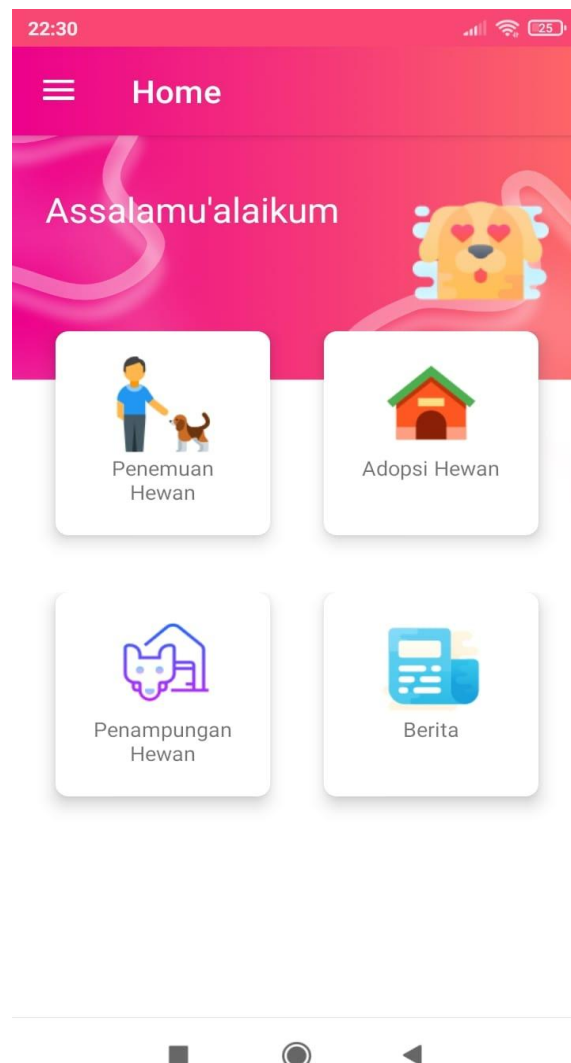 22:30
25
Home
Assalamu'alaikum
Penemuan
Hewan
Adopsi Hewan
Penampungan
Hewan
Berita